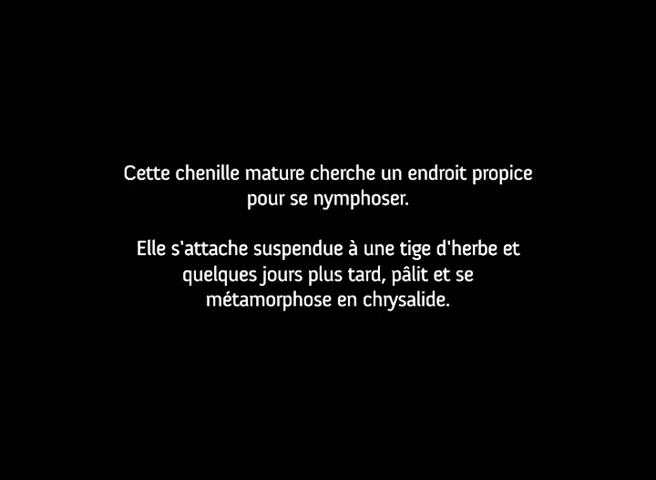 Cette chenille mature cherche un endroit propice
pour se nymphoser.
Elle s'attache suspendue à une tige d'herbe et
quelques jours plus tard, pâlit et se
métamorphose en chrysalide.